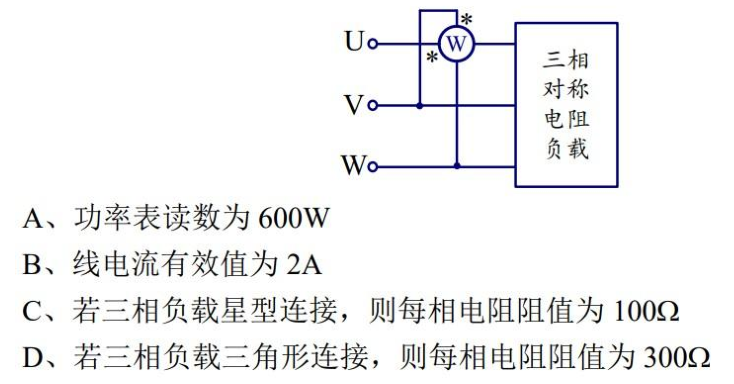 U
*
W
*
V
W
三相
对称
电阻
负载
A、功率表读数为 600W
B、线电流有效值为 2A
C、若三相负载星型连接，则每相电阻阻值为 100Ω
D、若三相负载三角形连接，则每相电阻阻值为 300Ω